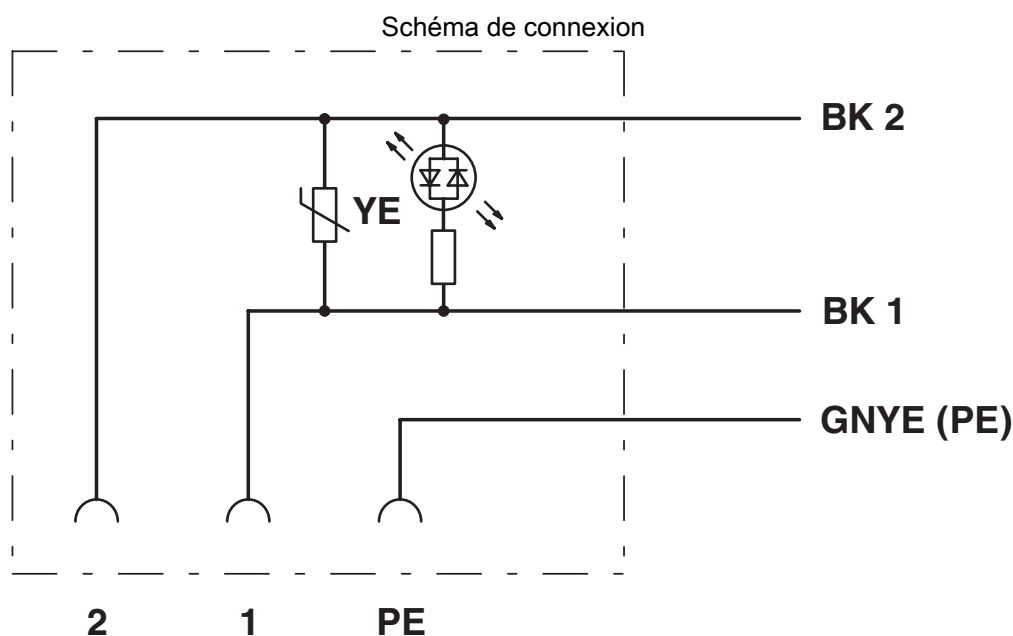 Schéma de connexion
BK 2
YE
BK 1
GNYE (PE)
2 1 PE